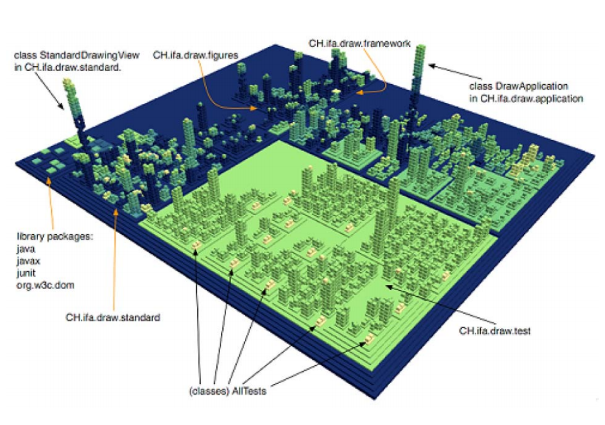 class StandardDrawingView
in CH.ifa.draw.standard.
CH.ifa.draw.figures
CH.ifa.draw.framework
class DrawApplication
in CH.ifa.draw.application
library packages:
java
javax
junit
org.w3c.dom
CH.ifa.draw.standard
CH.ifa.draw.test
(classes) AllTests